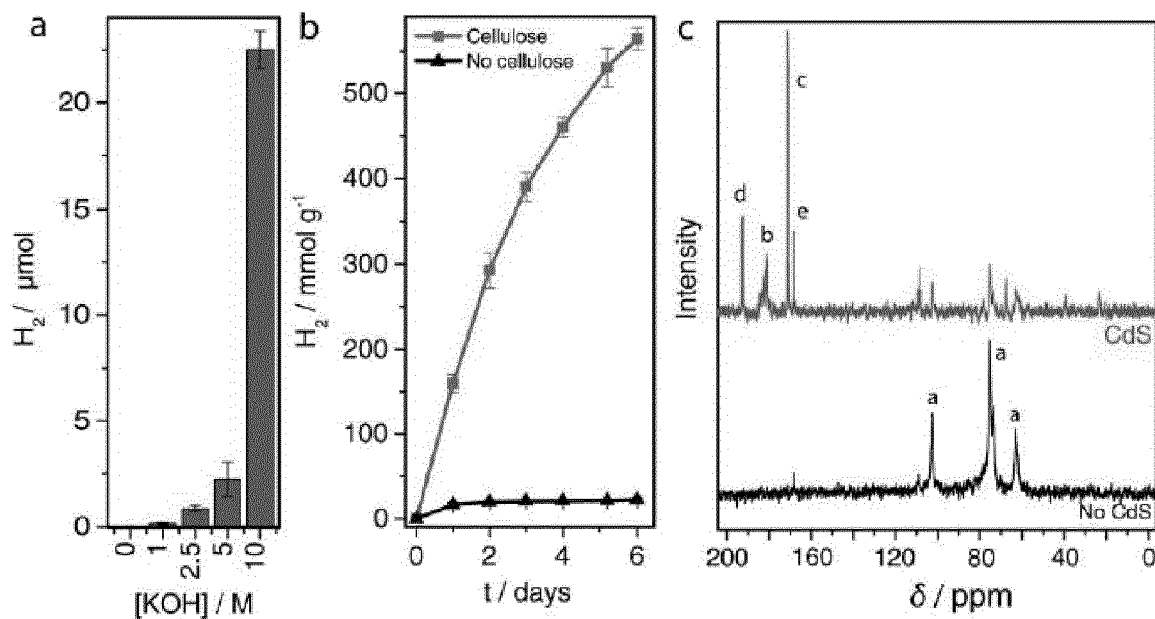 a
H₂ / μmol
20
15
10
5
0
0
1
2.5
5
10
[KOH] / M
b
Cellulose
No cellulose
H₂ / mmol g⁻¹
500
400
300
200
100
0
0
2
4
6
t / days
c
Intensity
d
b
c
e
CdS
a
a
a
No CdS
200
160
120
80
40
0
δ / ppm